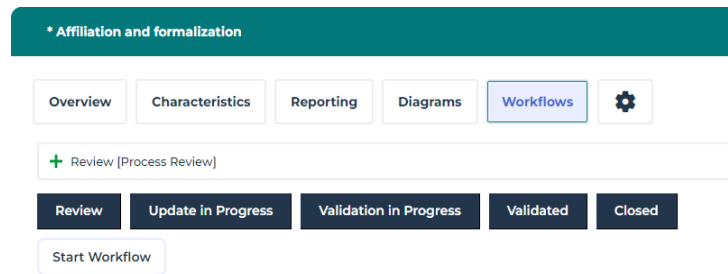 * Affiliation and formalization
Overview Characteristics Reporting Diagrams Workflows
Review [Process Review]
Review Update in Progress Validation in Progress Validated Closed
Start Workflow